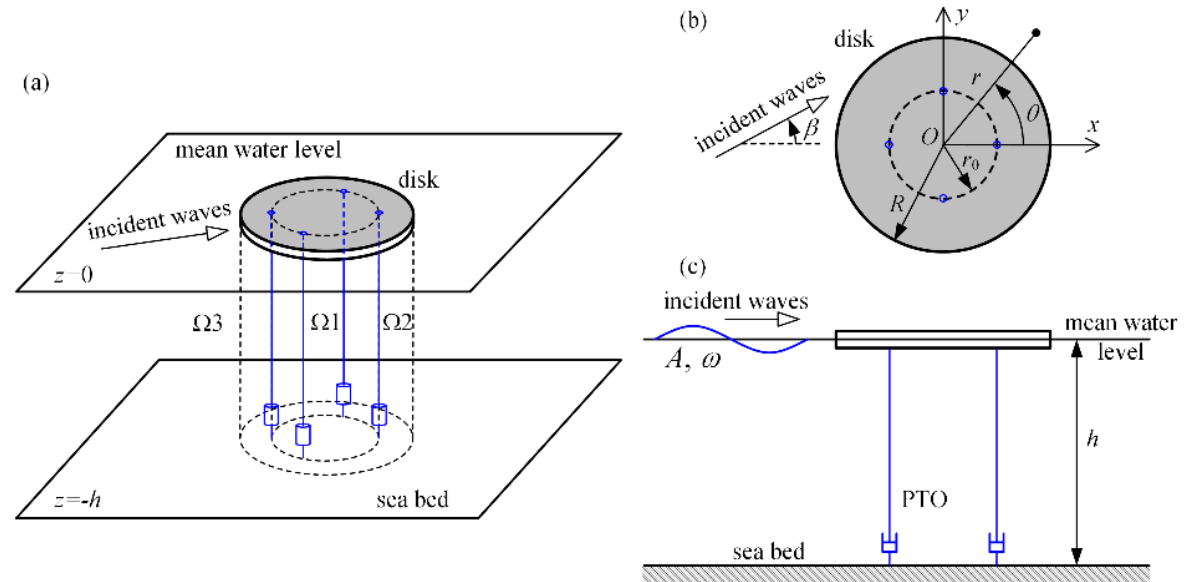 (a)
mean water level
disk
incident waves
z=0
Ω3
Ω1
Ω2
z=-h
sea bed
(b)
y
disk
r
incident waves
β
θ
O
x
r₀
R
(c)
incident waves
mean water
level
A, ω
h
PTO
sea bed